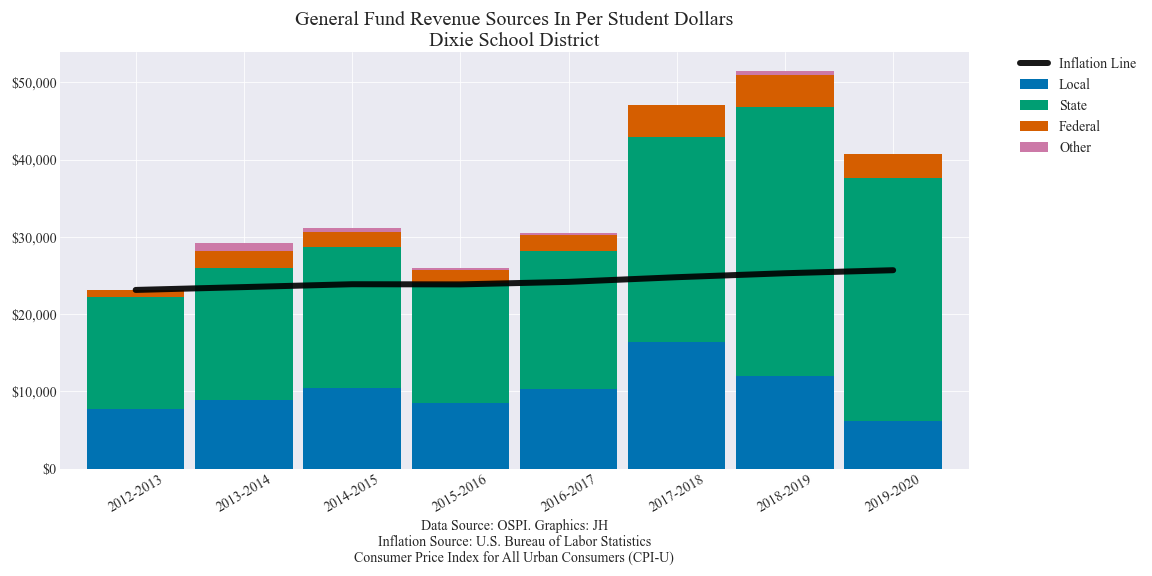 General Fund Revenue Sources In Per Student Dollars
Dixie School District
$50,000
$40,000
$30,000
$20,000
$10,000
$0
2012-2013
2013-2014
2014-2015
2015-2016
2016-2017
2017-2018
2018-2019
2019-2020
Inflation Line
Local
State
Federal
Other
Data Source: OSPI. Graphics: JH
Inflation Source: U.S. Bureau of Labor Statistics
Consumer Price Index for All Urban Consumers (CPI-U)